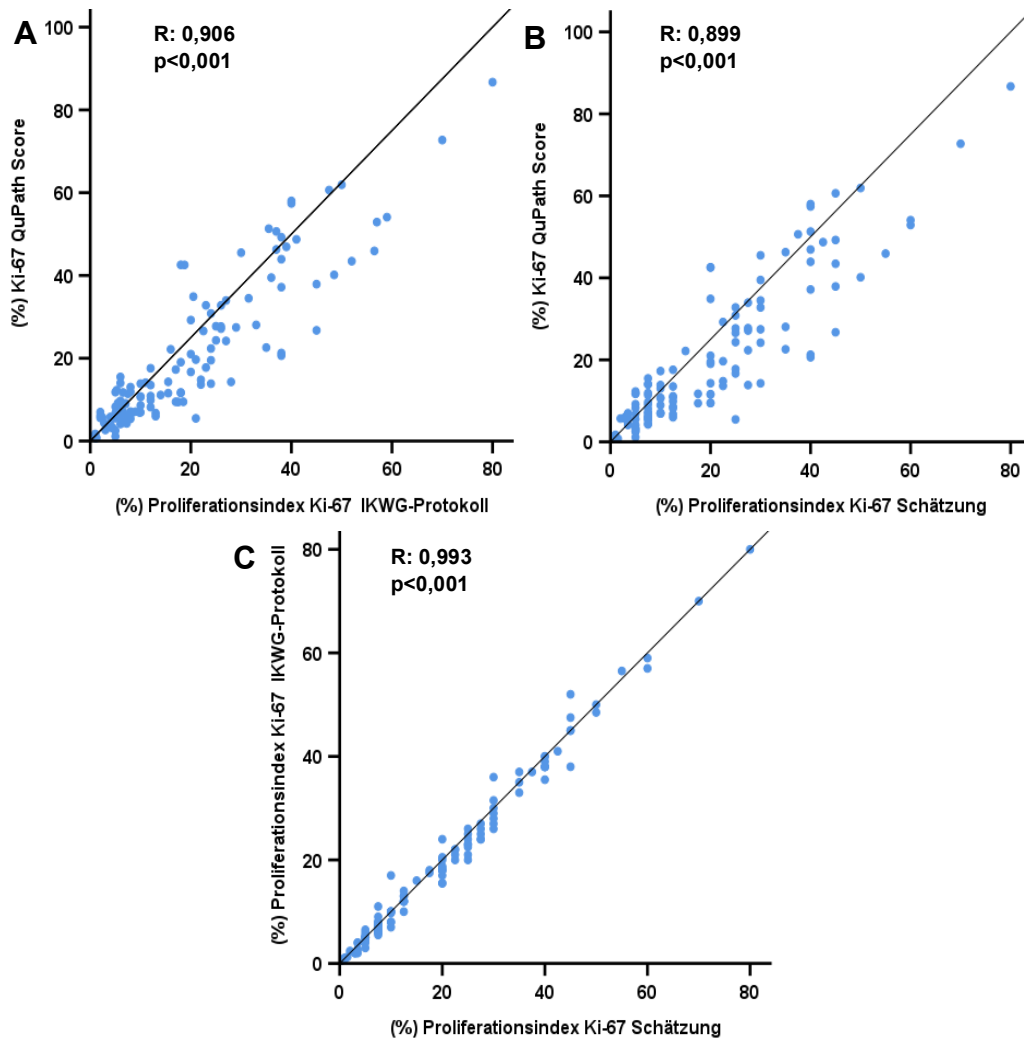 A
R: 0,906
p<0,001
100
80
60
40
20
0
0 20 40 60 80
(%) Ki-67 QuPath Score
(%) Proliferationsindex Ki-67 IKWG-Protokoll
B
R: 0,899
p<0,001
100
80
60
40
20
0
0 20 40 60 80
(%) Ki-67 QuPath Score
(%) Proliferationsindex Ki-67 Schätzung
C
R: 0,993
p<0,001
80
60
40
20
0
0 20 40 60 80
(%) Proliferationsindex Ki-67 IKWG-Protokoll
(%) Proliferationsindex Ki-67 Schätzung